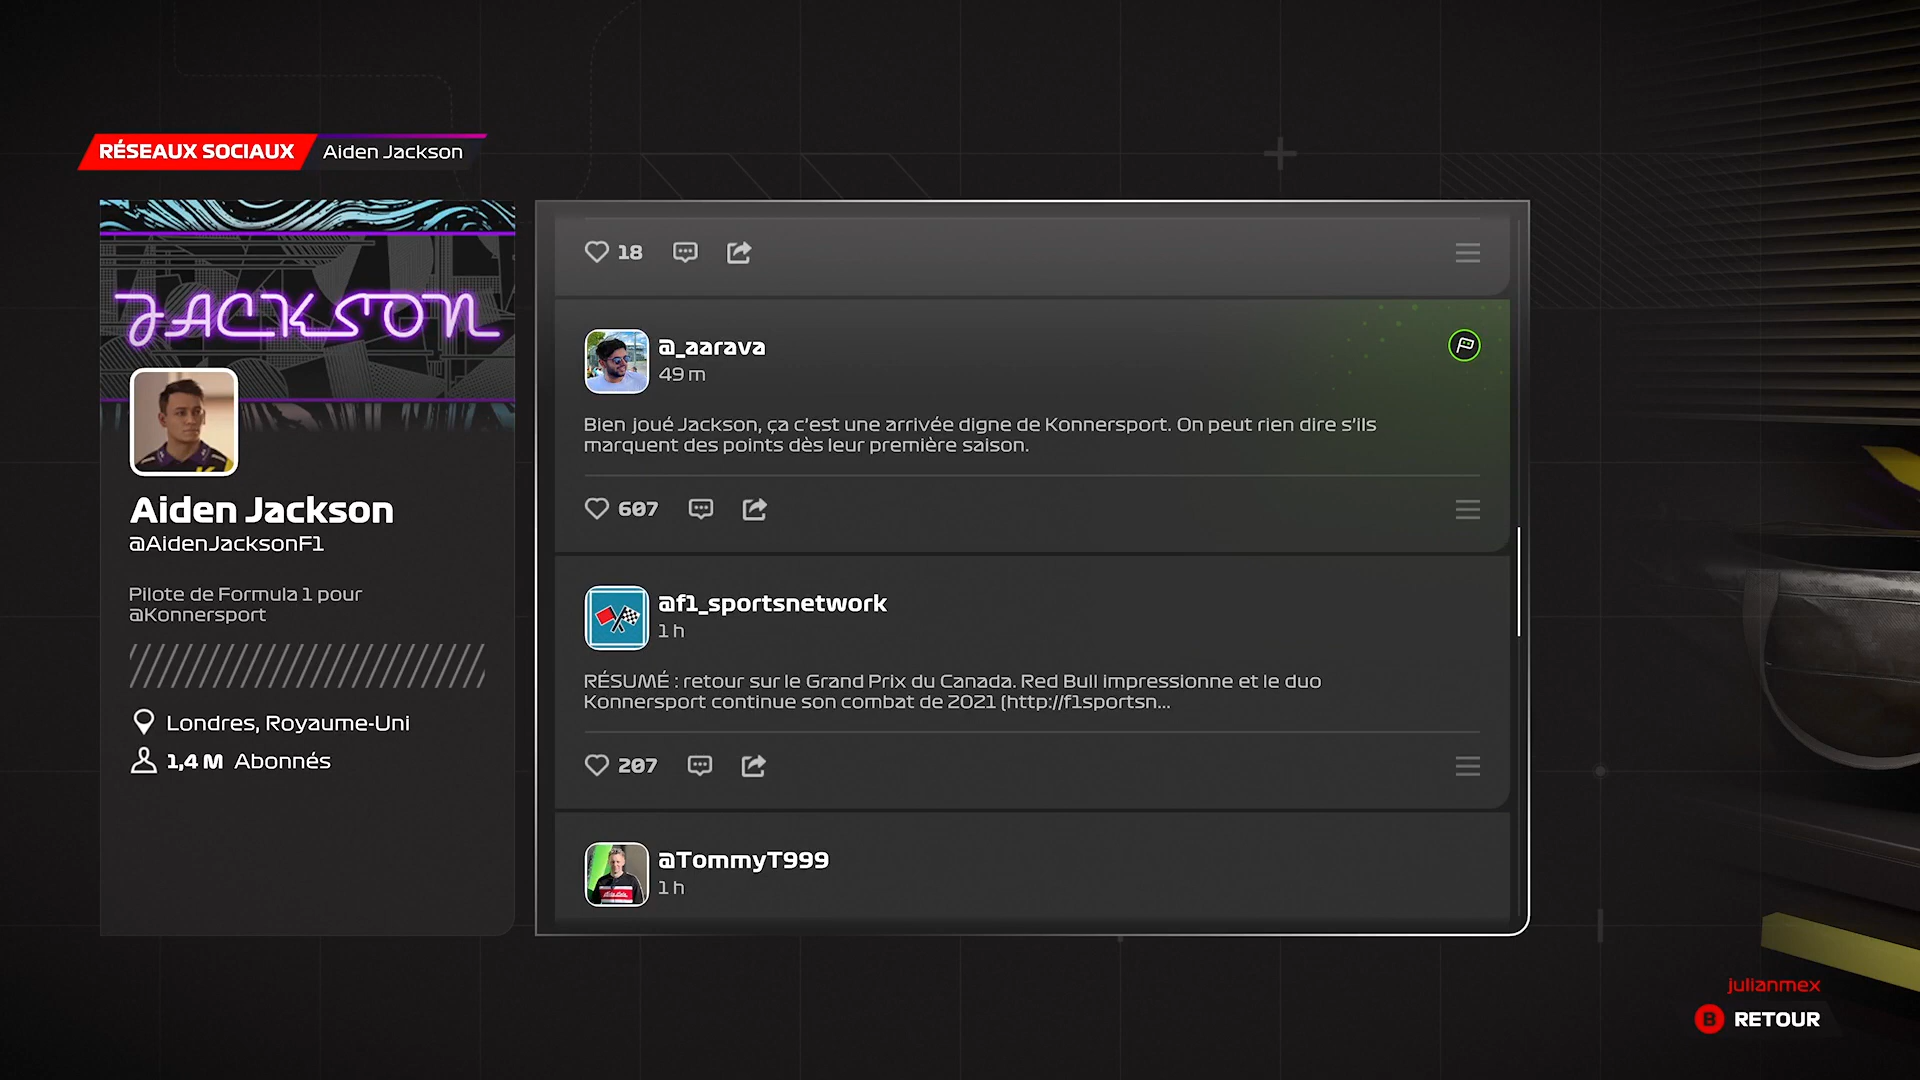 RÉSEAUX SOCIAUX Aiden Jackson
JACKSON
Aiden Jackson
@AidenJacksonF1
Pilote de Formula 1 pour
@Konnersport
Londres, Royaume-Uni
1,4 M Abonnés
18
@_aarava
49 m
Bien joué Jackson, ça c'est une arrivée digne de Konnersport. On peut rien dire s'ils
marquent des points dès leur première saison.
607
@f1_sportsnetwork
1 h
RÉSUMÉ : retour sur le Grand Prix du Canada. Red Bull impressionne et le duo
Konnersport continue son combat de 2021 (http://f1sportsn...
207
@TommyT999
1 h
julianmex
B RETOUR